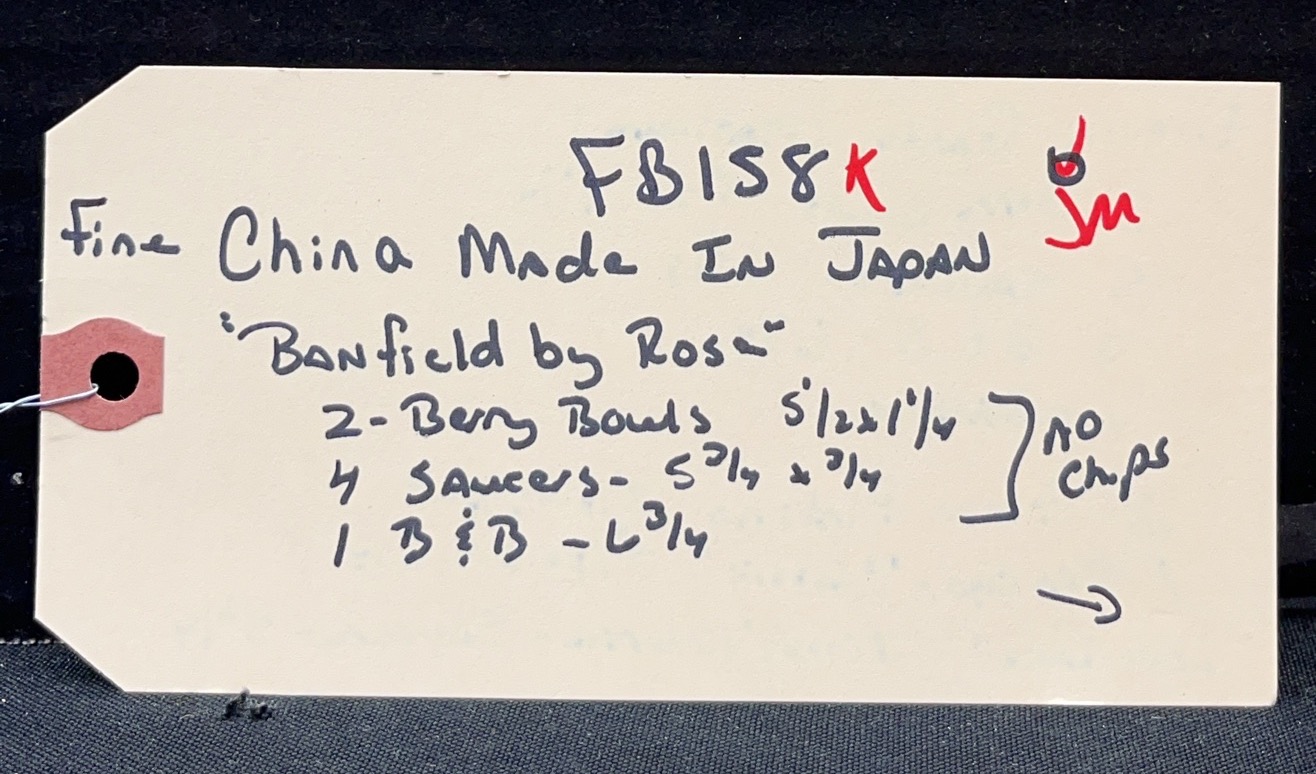 FB158K
JM
Fine China Made In JAPAN
"BANfield by Rose"
2- Berry Bowls 5 1/2 x 1 1/4
4 SAucers- 5 3/4 x 3/4
1 B & B - 6 3/4
NO
Chips
→